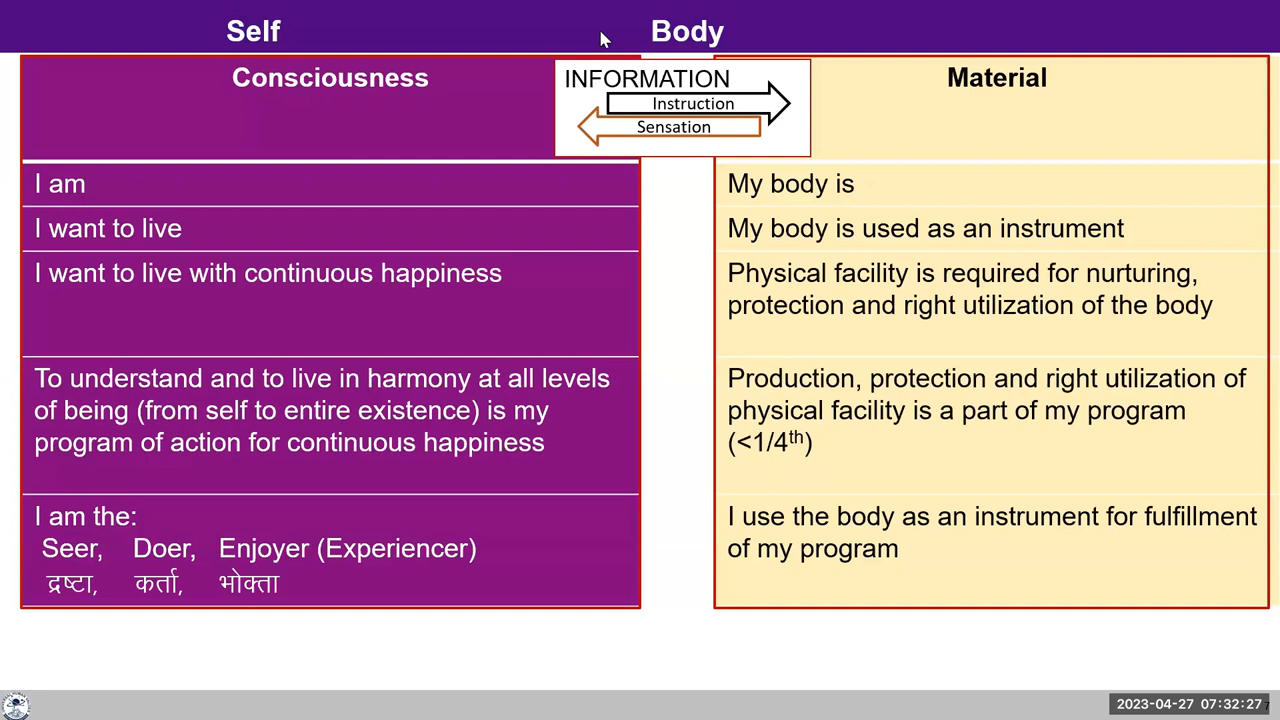 Self
Body
Consciousness
INFORMATION
Instruction
Sensation
Material
I am
My body is
I want to live
My body is used as an instrument
I want to live with continuous happiness
Physical facility is required for nurturing,
protection and right utilization of the body
To understand and to live in harmony at all levels
of being (from self to entire existence) is my
program of action for continuous happiness
Production, protection and right utilization of
physical facility is a part of my program
(<1/4th)
I am the:
Seer, Doer, Enjoyer (Experiencer)
द्रष्टा, कर्ता, भोक्ता
I use the body as an instrument for fulfillment
of my program
2023-04-27 07:32:27
7